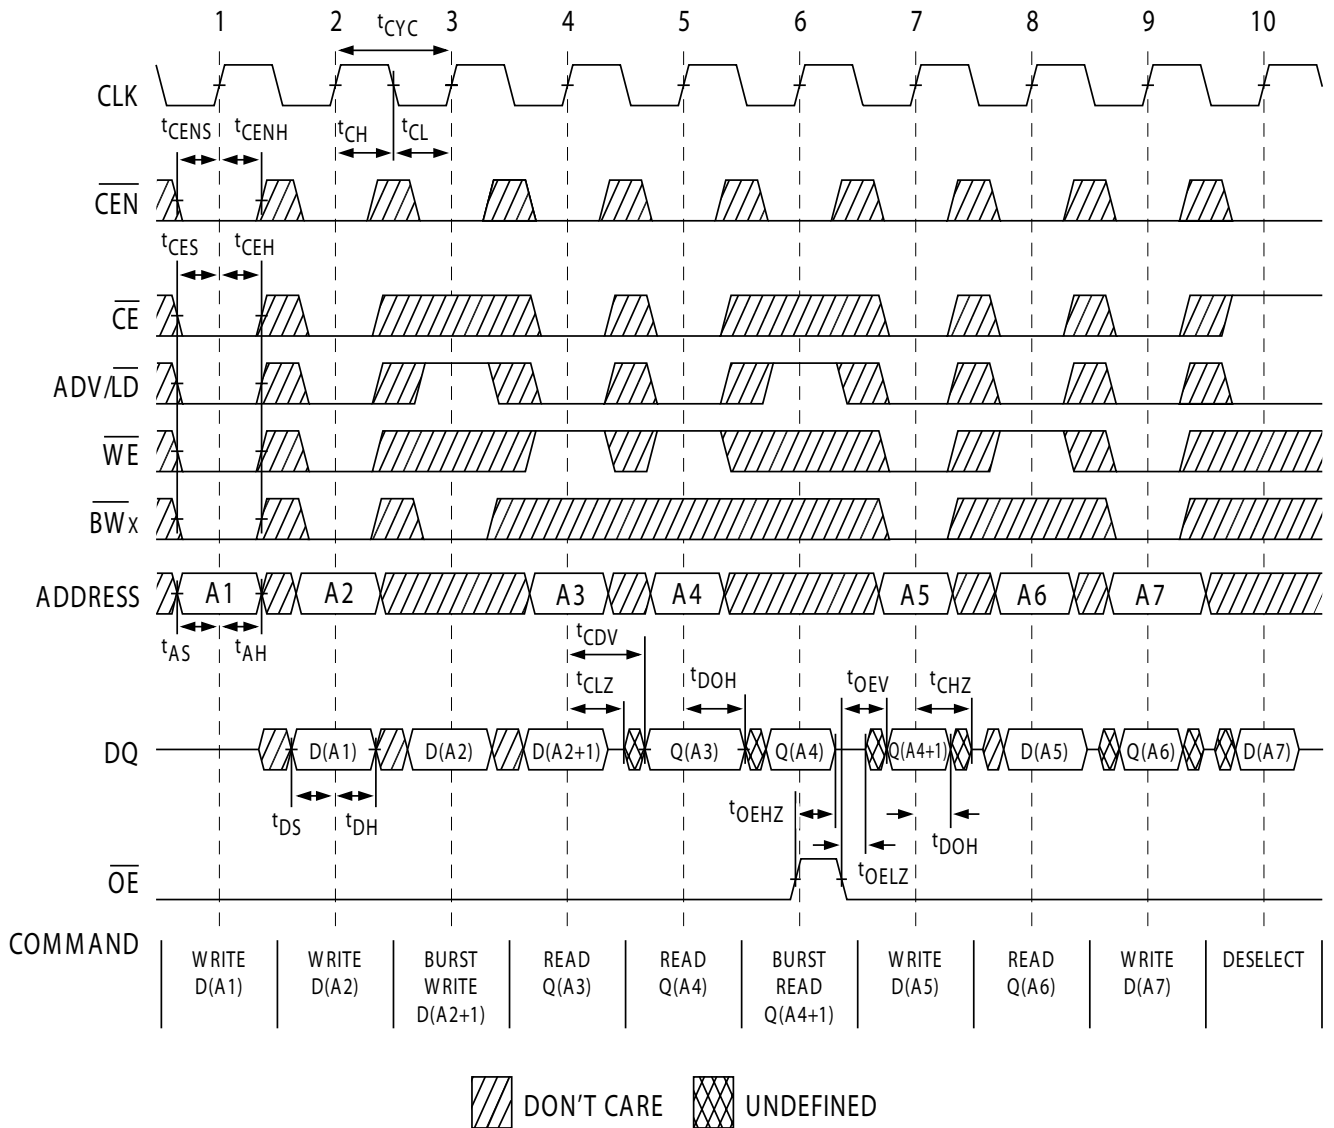 1 2 tCYC 3 4 5 6 7 8 9 10
CLK
tCENS tCENH tCH tCL
CEN
tCES tCEH
CE
ADV/LD
WE
BWx
ADDRESS A1 A2 A3 A4 A5 A6 A7
tAS tAH tCDV
tCLZ tDOH tOEV tCHZ
DQ D(A1) D(A2) D(A2+1) Q(A3) Q(A4) Q(A4+1) D(A5) Q(A6) D(A7)
tDS tDH tOEHZ tDOH
tOELZ
OE
COMMAND
WRITE WRITE BURST READ READ BURST WRITE READ WRITE DESELECT
D(A1) D(A2) WRITE Q(A3) Q(A4) READ D(A5) Q(A6) D(A7)
D(A2+1) Q(A4+1)
DON'T CARE UNDEFINED